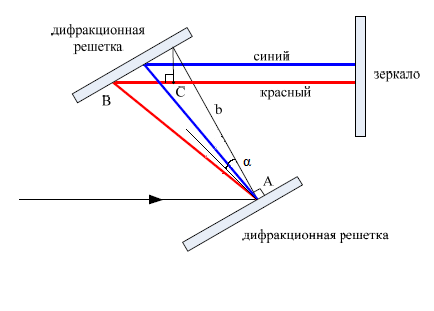 дифракционная
решетка
синий
зеркало
красный
B
C
b
α
A
дифракционная решетка